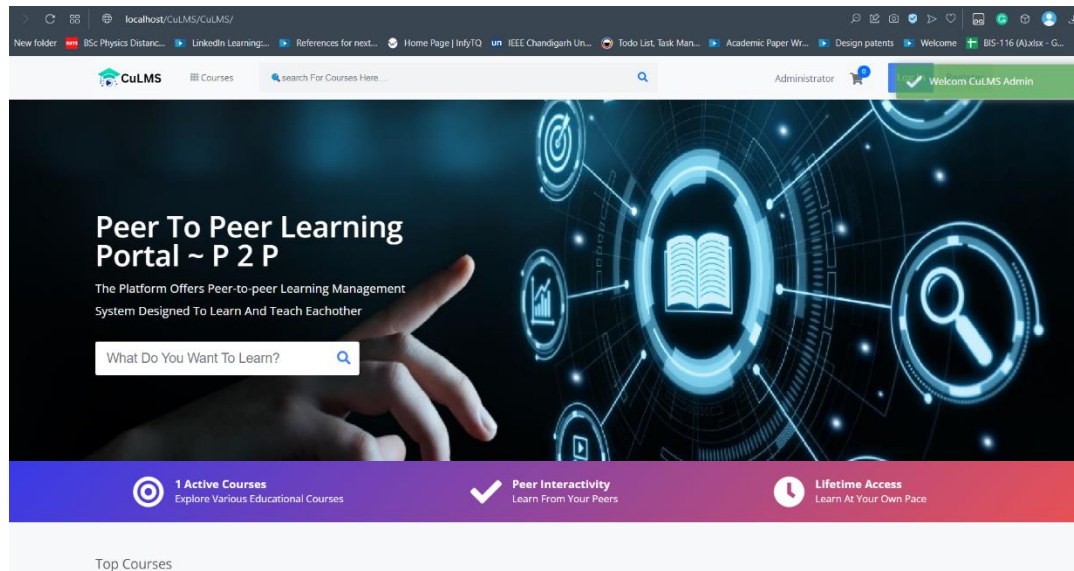 localhost/CuLMS/CuLMS/
New folder BSc Physics Distanc... LinkedIn Learning:... References for next... Home Page | InfyTQ IEEE Chandigarh Un... Todo List, Task Man... Academic Paper Wr... Design patents Welcome BIS-116 (A).xlsx - G...
CuLMS Courses search For Courses Here... Administrator 0 Welcom CuLMS Admin
Peer To Peer Learning
Portal ~ P 2 P
The Platform Offers Peer-to-peer Learning Management
System Designed To Learn And Teach Eachother
What Do You Want To Learn?
1 Active Courses
Explore Various Educational Courses
Peer Interactivity
Learn From Your Peers
Lifetime Access
Learn At Your Own Pace
Top Courses